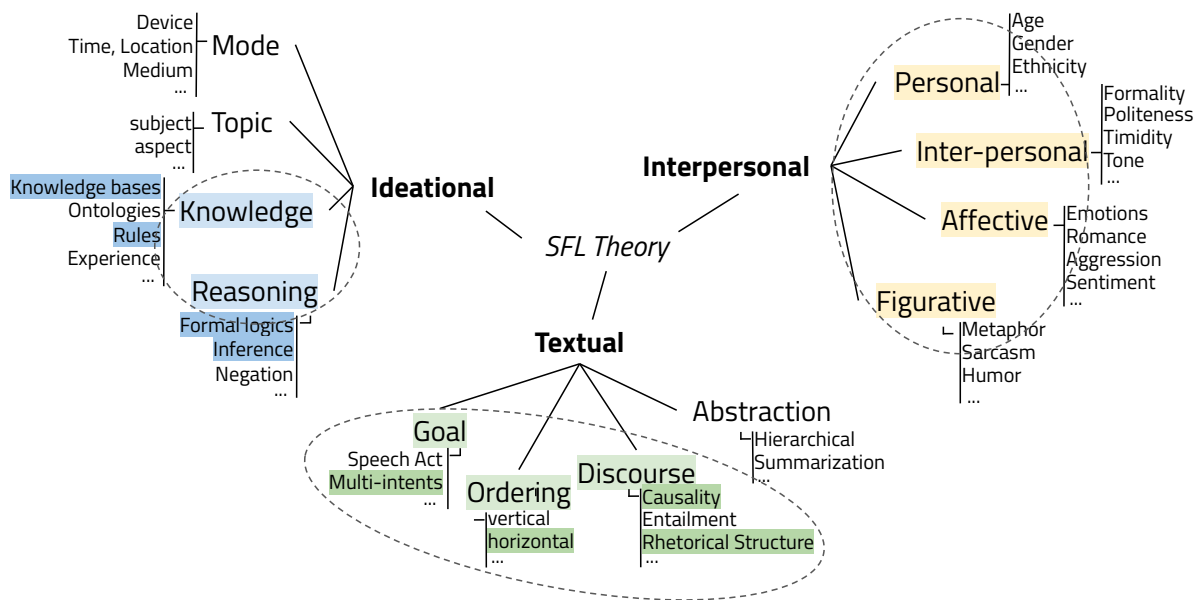 SFL Theory
Ideational
Mode
Device
Time, Location
Medium
...
Topic
subject
aspect
...
Knowledge
Knowledge bases
Ontologies
Rules
Experience
...
Reasoning
Formal logics
Inference
Negation
...
Interpersonal
Personal
Age
Gender
Ethnicity
...
Inter-personal
Formality
Politeness
Timidity
Tone
...
Affective
Emotions
Romance
Aggression
Sentiment
...
Figurative
Metaphor
Sarcasm
Humor
...
Textual
Goal
Speech Act
Multi-intents
...
Ordering
vertical
horizontal
...
Discourse
Causality
Entailment
Rhetorical Structure
...
Abstraction
Hierarchical
Summarization
...